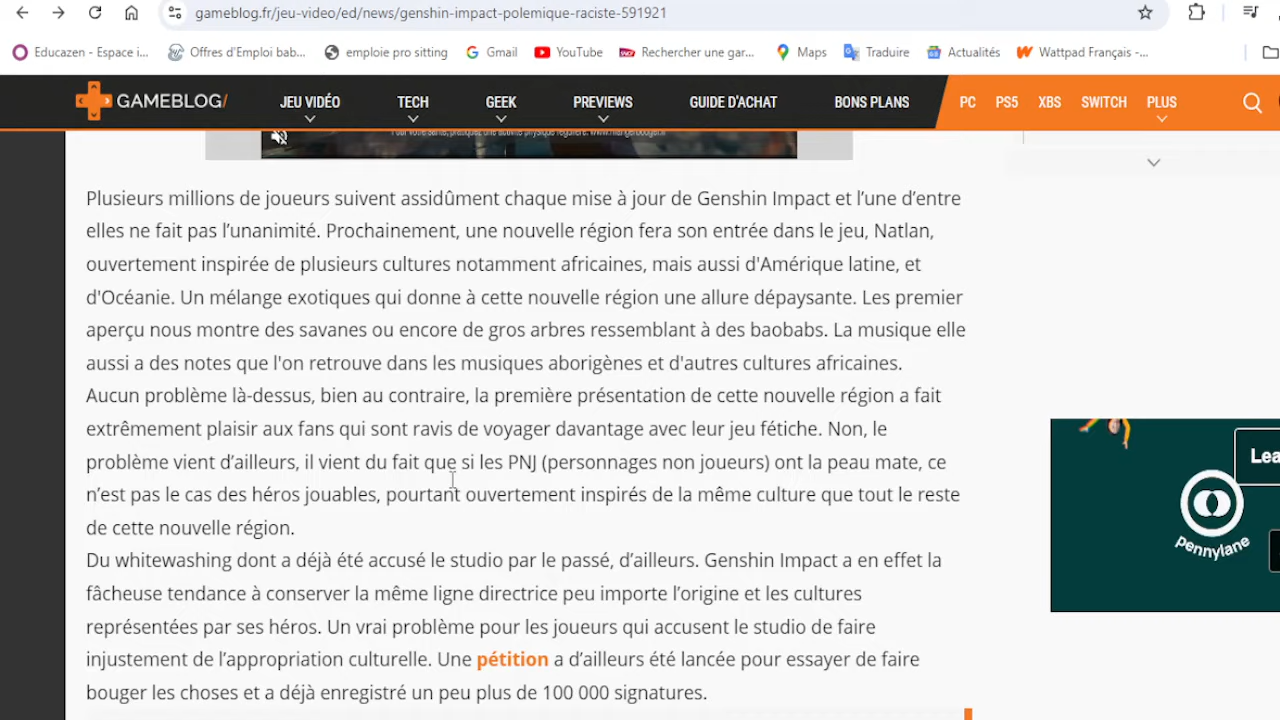 gameblog.fr/jeu-video/ed/news/genshin-impact-polemique-raciste-591921
Educazen - Espace i... Offres d'Emploi bab... emploie pro sitting Gmail YouTube Rechercher une gar... Maps Traduire Actualités Wattpad Français -...
GAMEBLOG/ JEU VIDÉO TECH GEEK PREVIEWS GUIDE D'ACHAT BONS PLANS PC PS5 XBS SWITCH PLUS
Pour votre santé, pratiquez une activité physique régulière. www.mangerbouger.fr
Plusieurs millions de joueurs suivent assidûment chaque mise à jour de Genshin Impact et l’une d’entre
elles ne fait pas l’unanimité. Prochainement, une nouvelle région fera son entrée dans le jeu, Natlan,
ouvertement inspirée de plusieurs cultures notamment africaines, mais aussi d'Amérique latine, et
d'Océanie. Un mélange exotiques qui donne à cette nouvelle région une allure dépaysante. Les premier
aperçu nous montre des savanes ou encore de gros arbres ressemblant à des baobabs. La musique elle
aussi a des notes que l'on retrouve dans les musiques aborigènes et d'autres cultures africaines.
Aucun problème là-dessus, bien au contraire, la première présentation de cette nouvelle région a fait
extrêmement plaisir aux fans qui sont ravis de voyager davantage avec leur jeu fétiche. Non, le
problème vient d’ailleurs, il vient du fait que si les PNJ (personnages non joueurs) ont la peau mate, ce
n’est pas le cas des héros jouables, pourtant ouvertement inspirés de la même culture que tout le reste
de cette nouvelle région.
Du whitewashing dont a déjà été accusé le studio par le passé, d’ailleurs. Genshin Impact a en effet la
fâcheuse tendance à conserver la même ligne directrice peu importe l’origine et les cultures
représentées par ses héros. Un vrai problème pour les joueurs qui accusent le studio de faire
injustement de l’appropriation culturelle. Une pétition a d’ailleurs été lancée pour essayer de faire
bouger les choses et a déjà enregistré un peu plus de 100 000 signatures.
Lea
pennylane